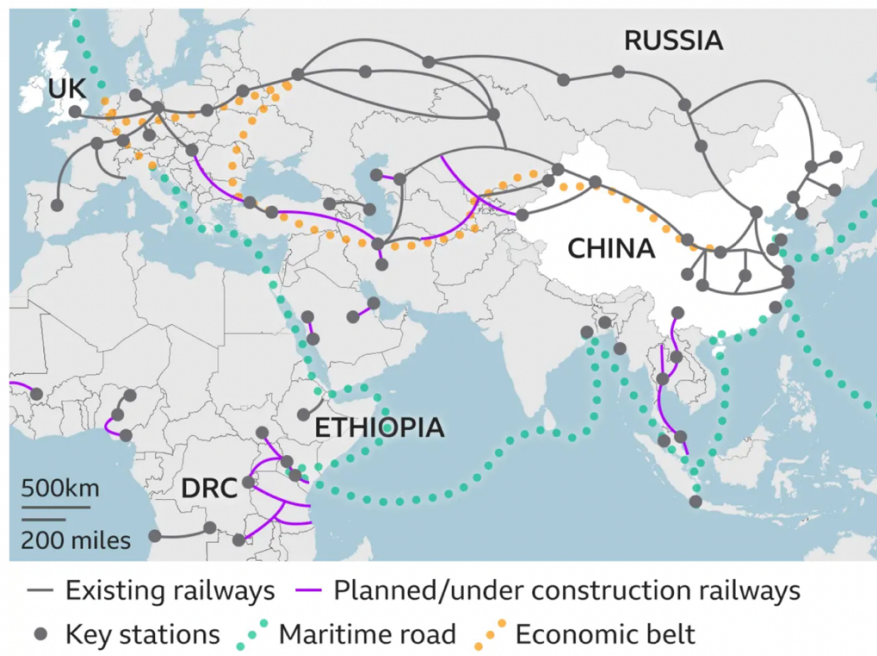 RUSSIA
UK
CHINA
ETHIOPIA
DRC
500km
200 miles
Existing railways
Planned/under construction railways
Key stations
Maritime road
Economic belt